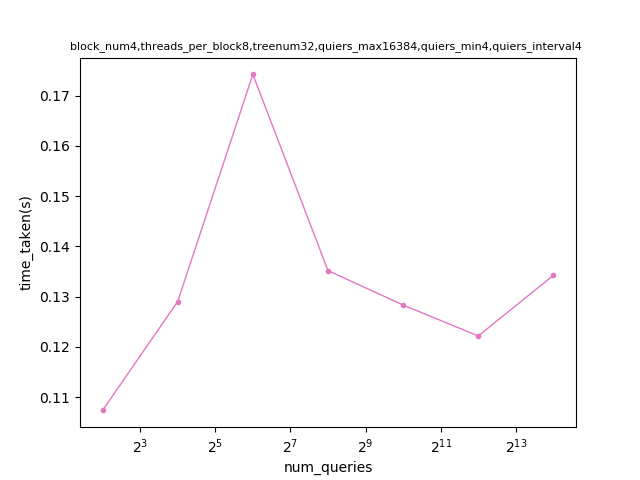 block_num4,threads_per_block8,treenum32,quiers_max16384,quiers_min4,quiers_interval4
0.17
0.16
0.15
0.14
0.13
0.12
0.11
time_taken(s)
2^3 2^5 2^7 2^9 2^11 2^13
num_queries